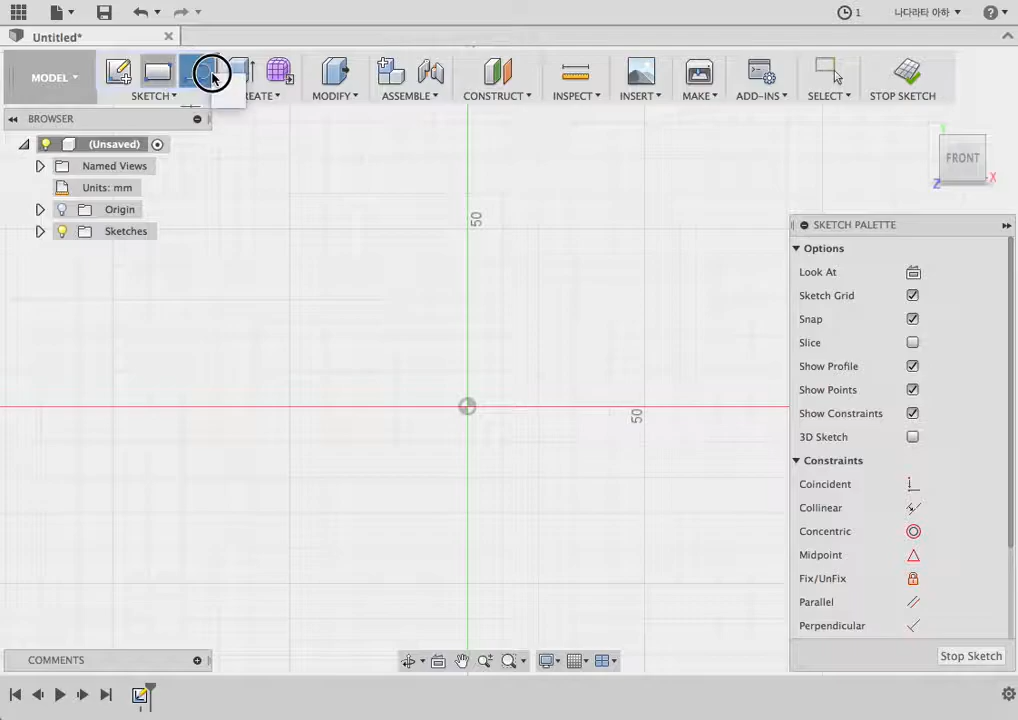 1
나다라타 아하
?
Untitled*
MODEL
SKETCH
REATE
MODIFY
ASSEMBLE
CONSTRUCT
INSPECT
INSERT
MAKE
ADD-INS
SELECT
STOP SKETCH
BROWSER
(Unsaved)
Named Views
Units: mm
Origin
Sketches
50
50
FRONT
X
Z
Y
SKETCH PALETTE
Options
Look At
Sketch Grid
Snap
Slice
Show Profile
Show Points
Show Constraints
3D Sketch
Constraints
Coincident
Collinear
Concentric
Midpoint
Fix/UnFix
Parallel
Perpendicular
Stop Sketch
COMMENTS